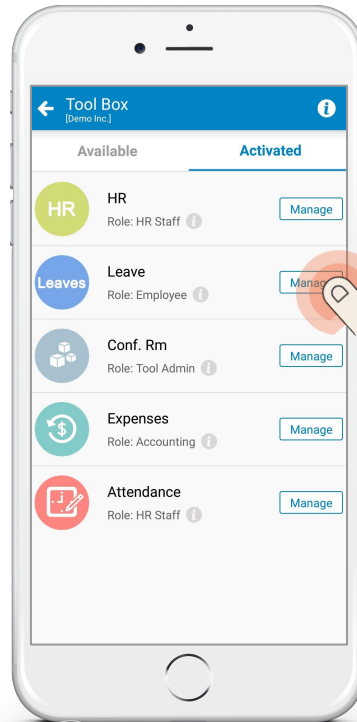 Tool Box
[Demo Inc.]
Available
Activated
HR
HR
Role: HR Staff
Manage
Leaves
Leave
Role: Employee
Manage
Conf. Rm
Role: Tool Admin
Manage
$
Expenses
Role: Accounting
Manage
Attendance
Role: HR Staff
Manage